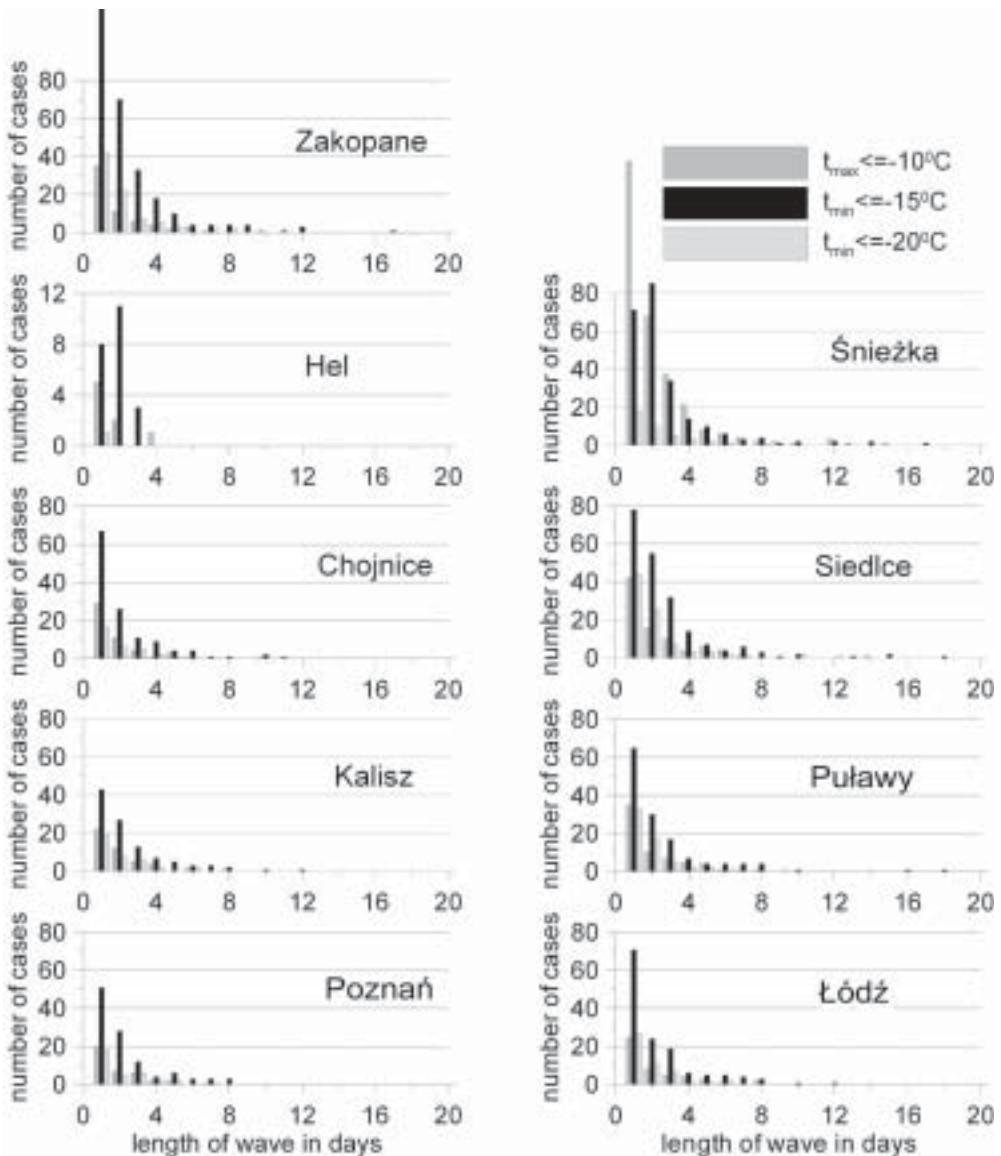 number of cases
80
60
40
20
0
Zakopane
0 4 8 12 16 20
number of cases
12
8
4
0
Hel
0 4 8 12 16 20
number of cases
80
60
40
20
0
Chojnice
0 4 8 12 16 20
number of cases
80
60
40
20
0
Kalisz
0 4 8 12 16 20
number of cases
80
60
40
20
0
Poznań
0 4 8 12 16 20
length of wave in days
tmax<=-10⁰C
tmin<=-15⁰C
tmin<=-20⁰C
number of cases
80
60
40
20
0
Śnieżka
0 4 8 12 16 20
number of cases
80
60
40
20
0
Siedlce
0 4 8 12 16 20
number of cases
80
60
40
20
0
Puławy
0 4 8 12 16 20
number of cases
80
60
40
20
0
Łódź
0 4 8 12 16 20
length of wave in days